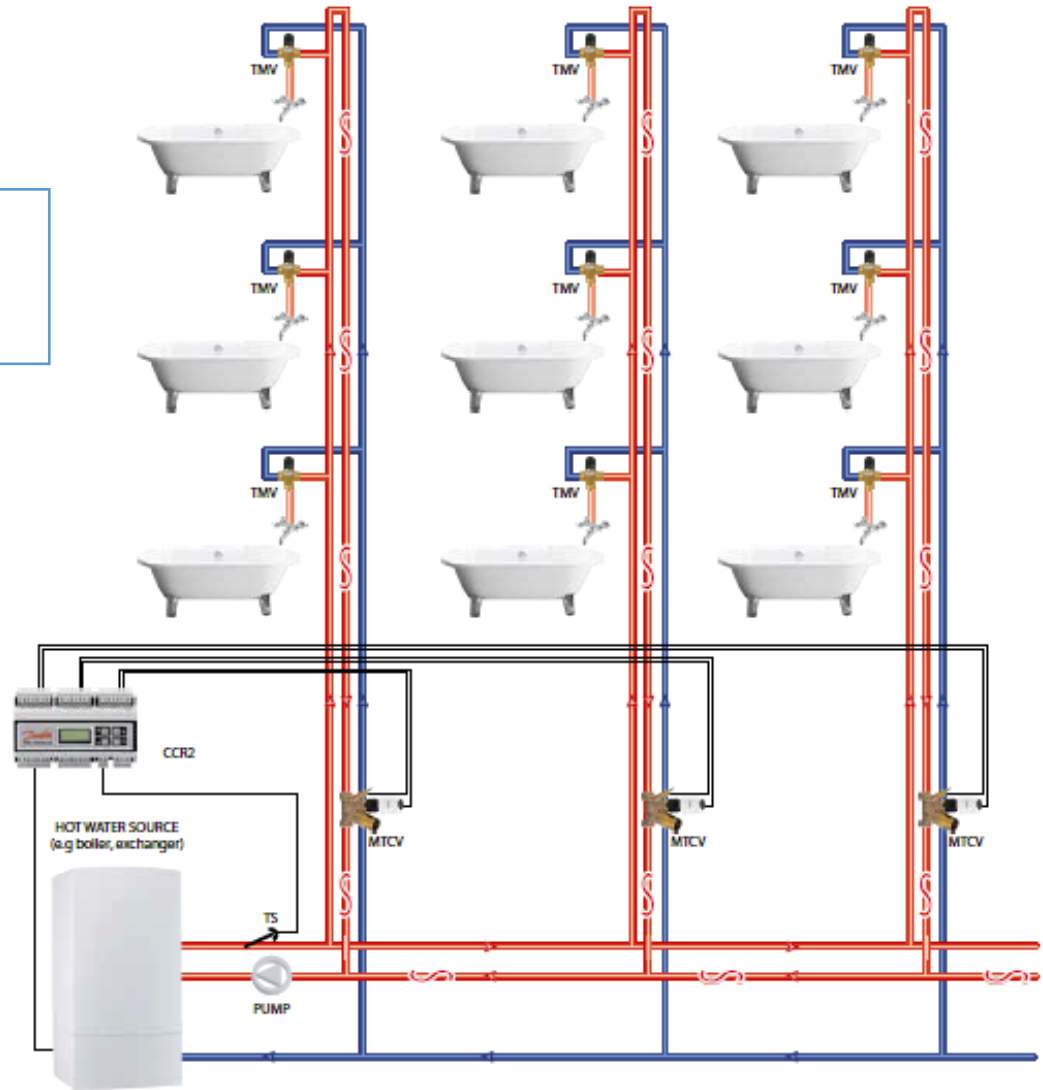 TMV
TMV
TMV
TMV
TMV
TMV
TMV
TMV
TMV
Danfoss
CCR2
MTCV
MTCV
MTCV
HOT WATER SOURCE
(e.g boiler, exchanger)
TS
PUMP